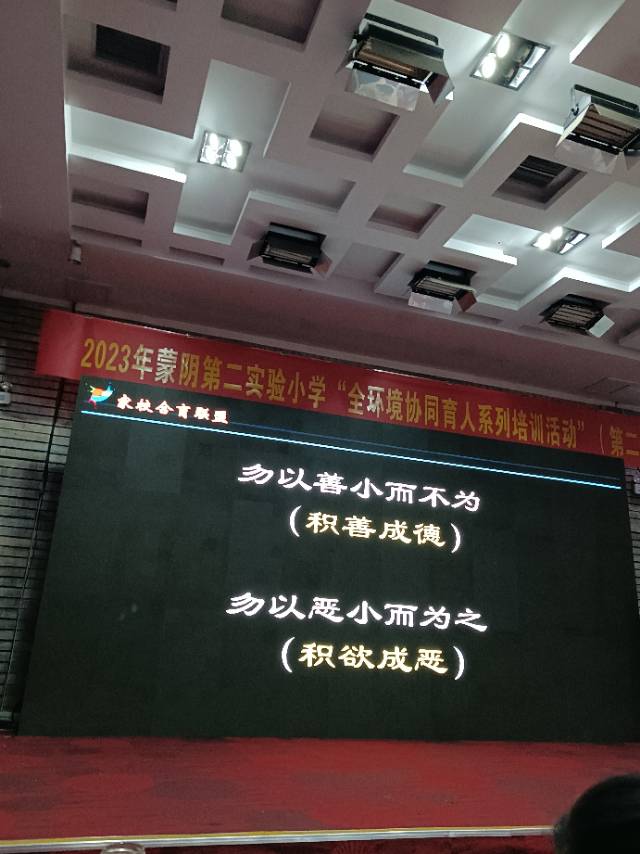 2023年蒙阴第二实验小学“全环境协同育人系列培训活动”（第二
家校合育联盟
勿以善小而不为
（积善成德）
勿以恶小而为之
（积欲成恶）